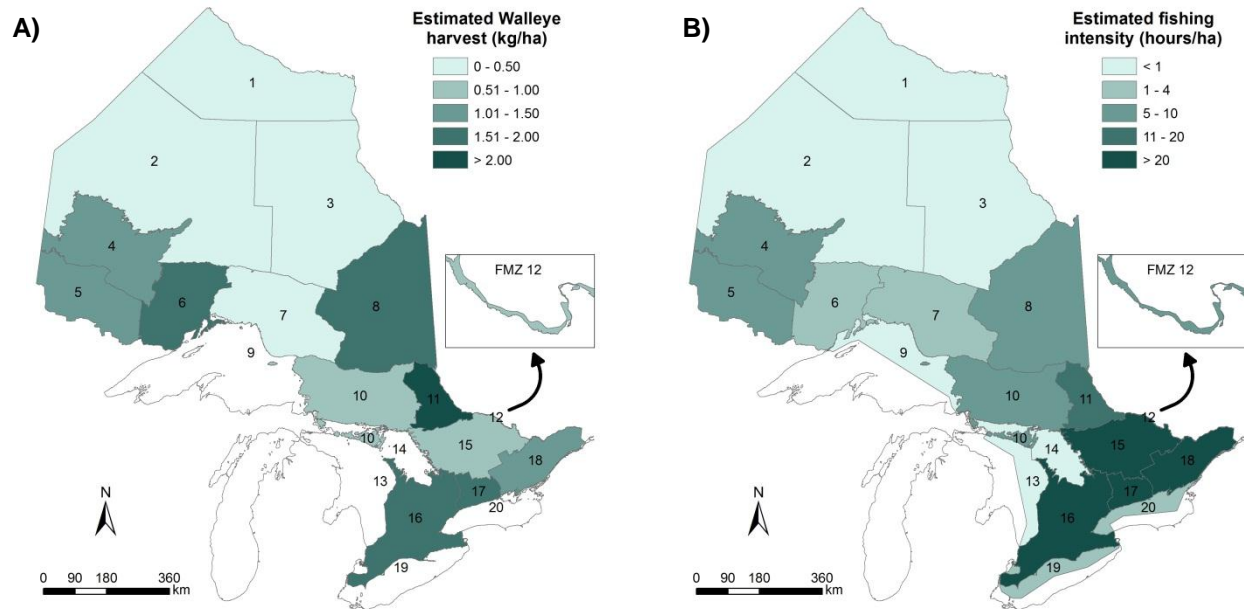 A)
Estimated Walleye
harvest (kg/ha)
0 - 0.50
0.51 - 1.00
1.01 - 1.50
1.51 - 2.00
> 2.00
1
2
3
4
5
6
7
8
9
10
11
12
FMZ 12
10
14
15
18
13
17
20
16
19
N
0 90 180 360
km
B)
Estimated fishing
intensity (hours/ha)
< 1
1 - 4
5 - 10
11 - 20
> 20
1
2
3
4
5
6
7
8
9
10
11
12
FMZ 12
10
14
15
18
13
17
20
16
19
N
0 90 180 360
km